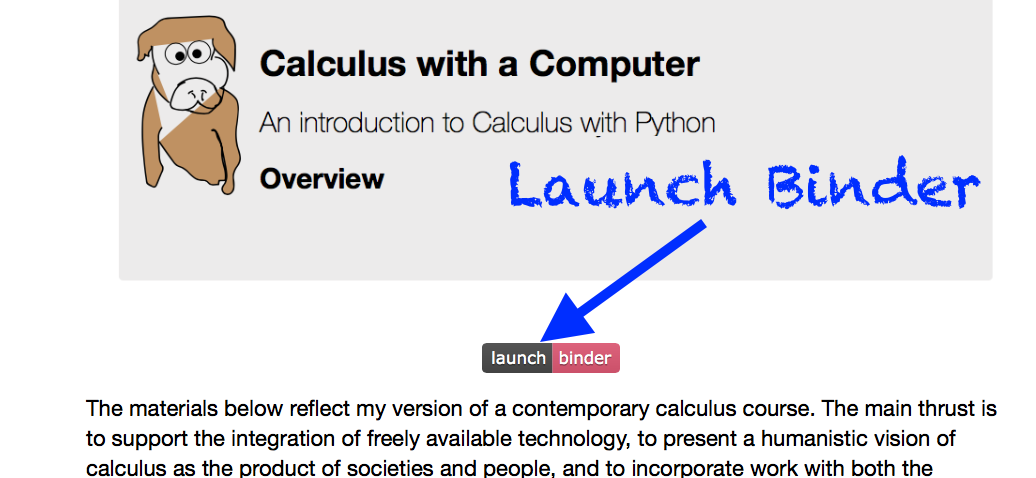 Calculus with a Computer
An introduction to Calculus with Python
Overview
Launch Binder
launch binder
The materials below reflect my version of a contemporary calculus course. The main thrust is
to support the integration of freely available technology, to present a humanistic vision of
calculus as the product of societies and people, and to incorporate work with both the